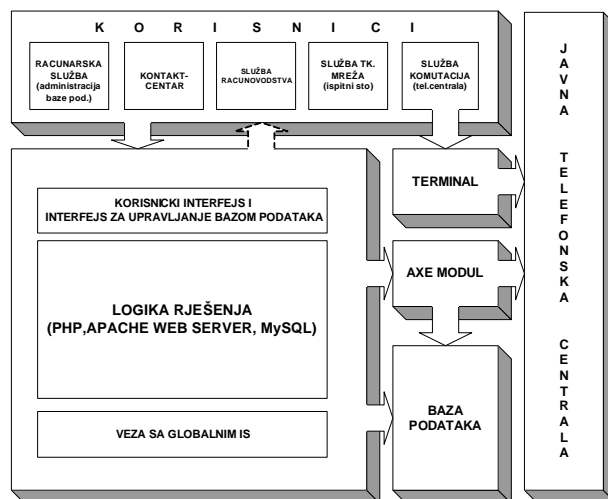 K O R I S N I C I
RACUNARSKA
SLUŽBA
(administracija
baze pod.)
KONTAKT-
CENTAR
SLUŽBA
RACUNOVODSTVA
SLUŽBA TK.
MREŽA
(ispitni sto)
SLUŽBA
KOMUTACIJA
(tel.centrala)
KORISNICKI INTERFEJS I
INTERFEJS ZA UPRAVLJANJE BAZOM PODATAKA
LOGIKA RJEŠENJA
(PHP,APACHE WEB SERVER, MySQL)
VEZA SA GLOBALNIM IS
TERMINAL
AXE MODUL
BAZA
PODATAKA
J A V N A T E L E F O N S K A C E N T R A L A